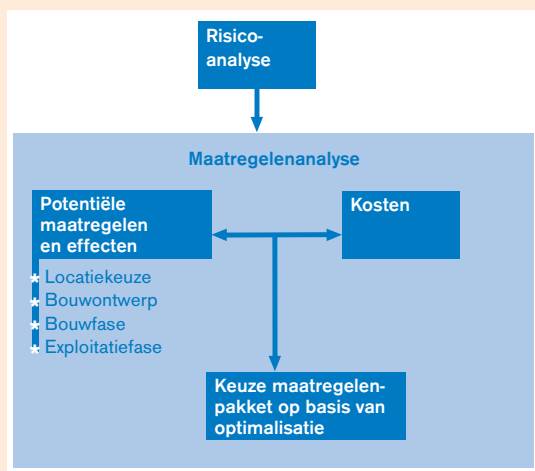 Risico-
analyse
Maatregelenanalyse
Potentiële
maatregelen
en effecten
Kosten
* Locatiekeuze
* Bouwontwerp
* Bouwfase
* Exploitatiefase
Keuze maatregelen-
pakket op basis van
optimalisatie